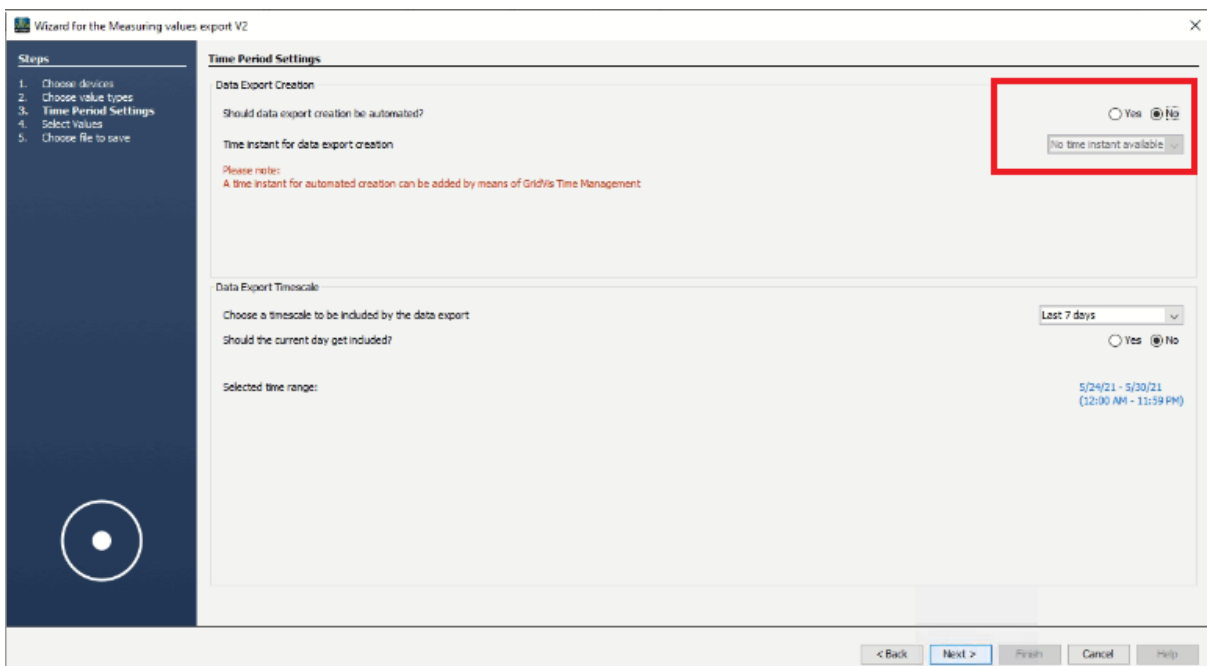 Wizard for the Measuring values export V2
Steps
1. Choose devices
2. Choose value types
3. Time Period Settings
4. Select Values
5. Choose file to save
Time Period Settings
Data Export Creation
Should data export creation be automated?
Yes No
Time instant for data export creation
No time instant available
Please note:
A time instant for automated creation can be added by means of GridVis Time Management
Data Export Timescale
Choose a timescale to be included by the data export
Last 7 days
Should the current day get included?
Yes No
Selected time range:
5/24/21 - 5/30/21
(12:00 AM - 11:59 PM)
< Back Next > Finish Cancel Help